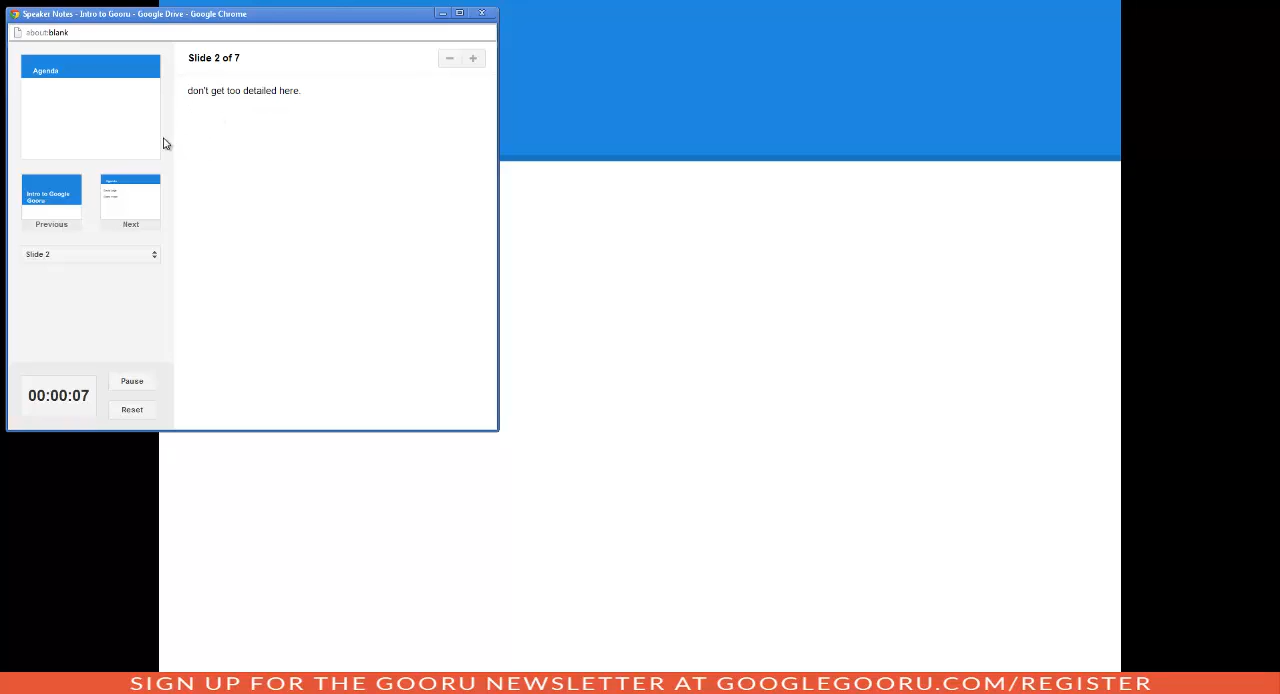 Speaker Notes - Intro to Gooru - Google Drive - Google Chrome
about:blank
Agenda
Slide 2 of 7
don't get too detailed here.
Intro to Google
Gooru
Agenda
Previous
Next
Slide 2
00:00:07
Pause
Reset
SIGN UP FOR THE GOORU NEWSLETTER AT GOOGLEGOORU.COM/REGISTER